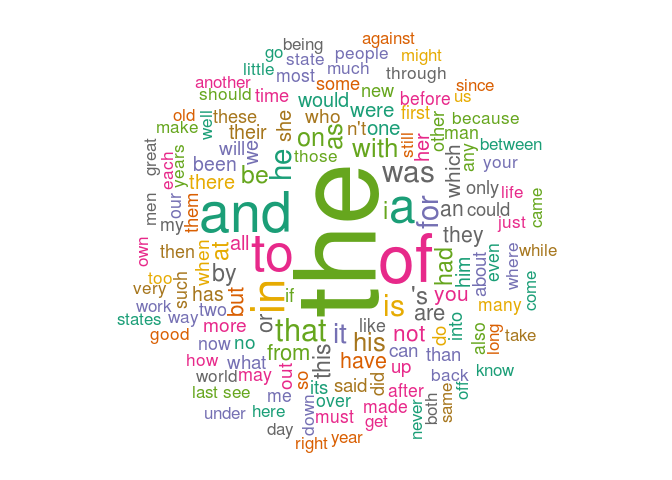 being
against
go
state
people
might
little
most
much
through
another
some
since
should
time
would
new
before
us
old
these
who
were
first
because
make
well
their
she
on
as
n't
one
still
her
other
man
between
great
each
years
will
been
we
he
those
with
any
your
there
be
was
which
only
life
men
our
them
and
the
i
a
for
an
could
just
came
my
own
then
when
at
all
to
of
had
they
him
about
even
where
while
too
very
such
has
by
but
in
if
is
's
you
are
many
come
work
way
two
or
that
it
like
his
not
into
do
also
long
take
states
good
more
now
no
from
this
have
can
than
how
what
world
may
out
so
its
said
did
up
after
back
off
know
last
see
me
over
made
never
both
same
under
here
down
must
get
day
right
year